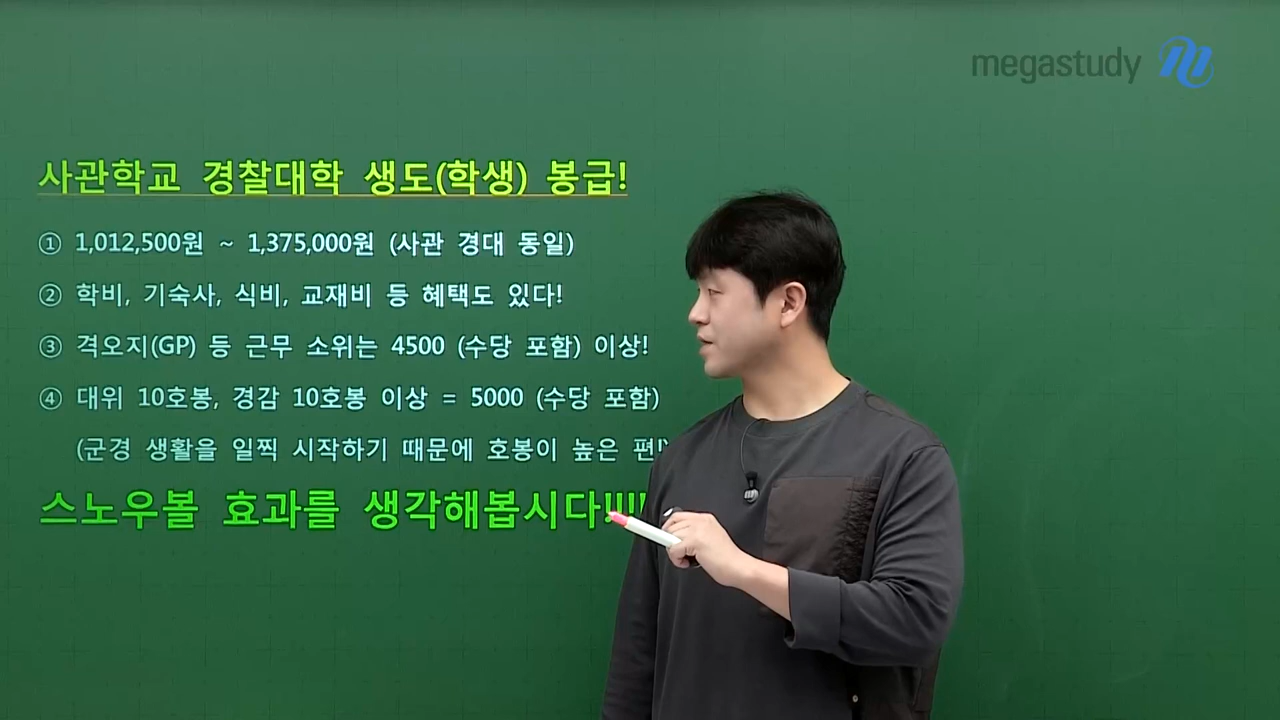 megastudy
사관학교 경찰대학 생도(학생) 봉급!
① 1,012,500원 ~ 1,375,000원 (사관 경대 동일)
② 학비, 기숙사, 식비, 교재비 등 혜택도 있다!
③ 격오지(GP) 등 근무 소위는 4500 (수당 포함) 이상!
④ 대위 10호봉, 경감 10호봉 이상 = 5000 (수당 포함)
(군경 생활을 일찍 시작하기 때문에 호봉이 높은 편!)
스노우볼 효과를 생각해봅시다!!!!